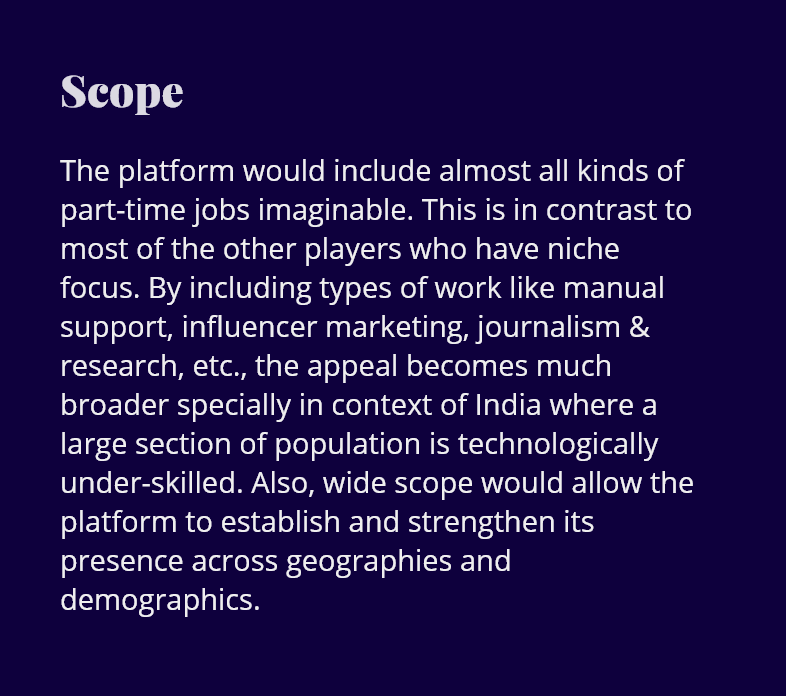 Scope
The platform would include almost all kinds of
part-time jobs imaginable. This is in contrast to
most of the other players who have niche
focus. By including types of work like manual
support, influencer marketing, journalism &
research, etc., the appeal becomes much
broader specially in context of India where a
large section of population is technologically
under-skilled. Also, wide scope would allow the
platform to establish and strengthen its
presence across geographies and
demographics.